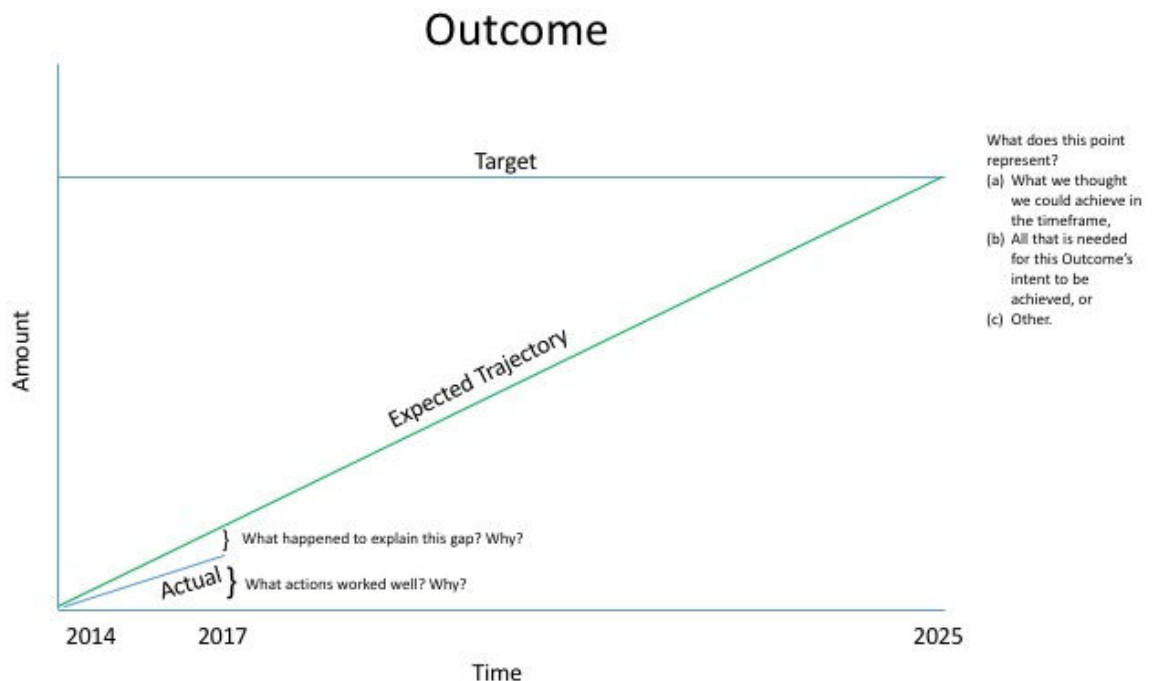 Outcome
Target
What does this point
represent?
(a) What we thought
we could achieve in
the timeframe,
(b) All that is needed
for this Outcome's
intent to be
achieved, or
(c) Other.
Amount
Expected Trajectory
} What happened to explain this gap? Why?
Actual } What actions worked well? Why?
2014 2017 2025
Time